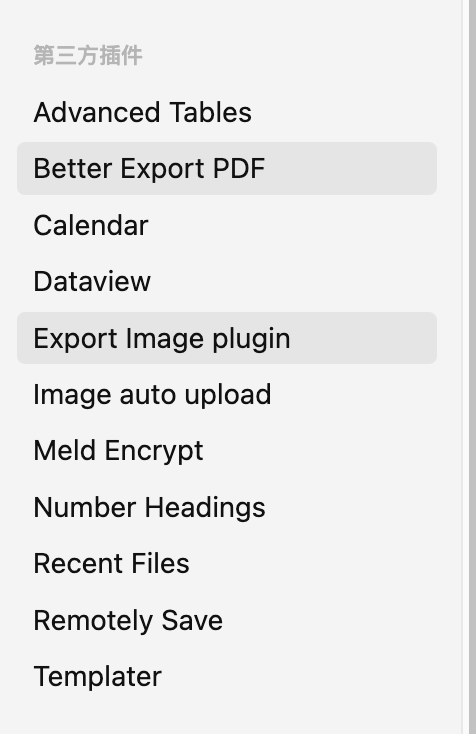 第三方插件
Advanced Tables
Better Export PDF
Calendar
Dataview
Export Image plugin
Image auto upload
Meld Encrypt
Number Headings
Recent Files
Remotely Save
Templater